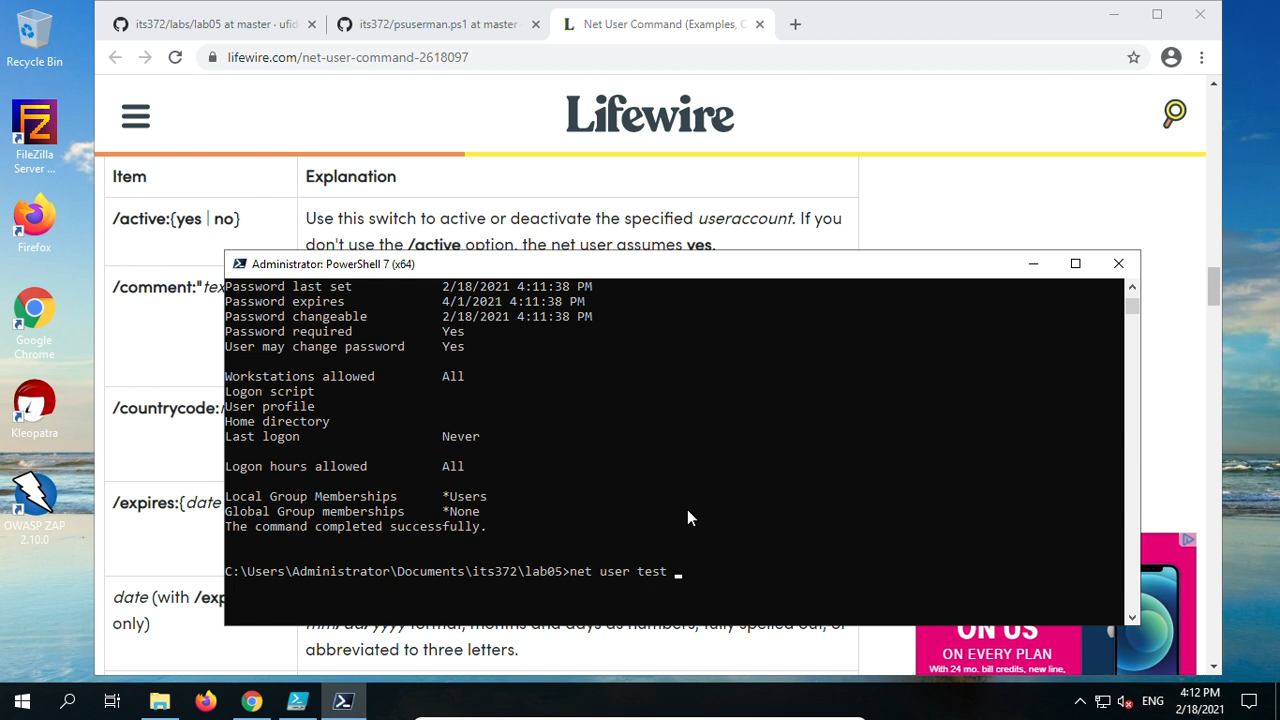 Recycle Bin
FileZilla
Server ...
Firefox
Google
Chrome
Kleopatra
OWASP ZAP
2.10.0
its372/labs/lab05 at master · ufid
its372/psuserman.ps1 at master
Net User Command (Examples, O
lifewire.com/net-user-command-2618097
Lifewire
Item Explanation
/active:{yes | no} Use this switch to active or deactivate the specified useraccount. If you
don't use the /active option, the net user assumes yes.
/comment:"tex
/countrycode:
/expires:{date
date (with /exp
only)
mm/dd/yyyy format, months and days as numbers, fully spelled out, or
abbreviated to three letters.
Administrator: PowerShell 7 (x64)
Password last set 2/18/2021 4:11:38 PM
Password expires 4/1/2021 4:11:38 PM
Password changeable 2/18/2021 4:11:38 PM
Password required Yes
User may change password Yes
Workstations allowed All
Logon script
User profile
Home directory
Last logon Never
Logon hours allowed All
Local Group Memberships *Users
Global Group memberships *None
The command completed successfully.
C:\Users\Administrator\Documents\its372\lab05>net user test _
ON US
ON EVERY PLAN
With 24 mo. bill credits, new line,
ENG
4:12 PM
2/18/2021